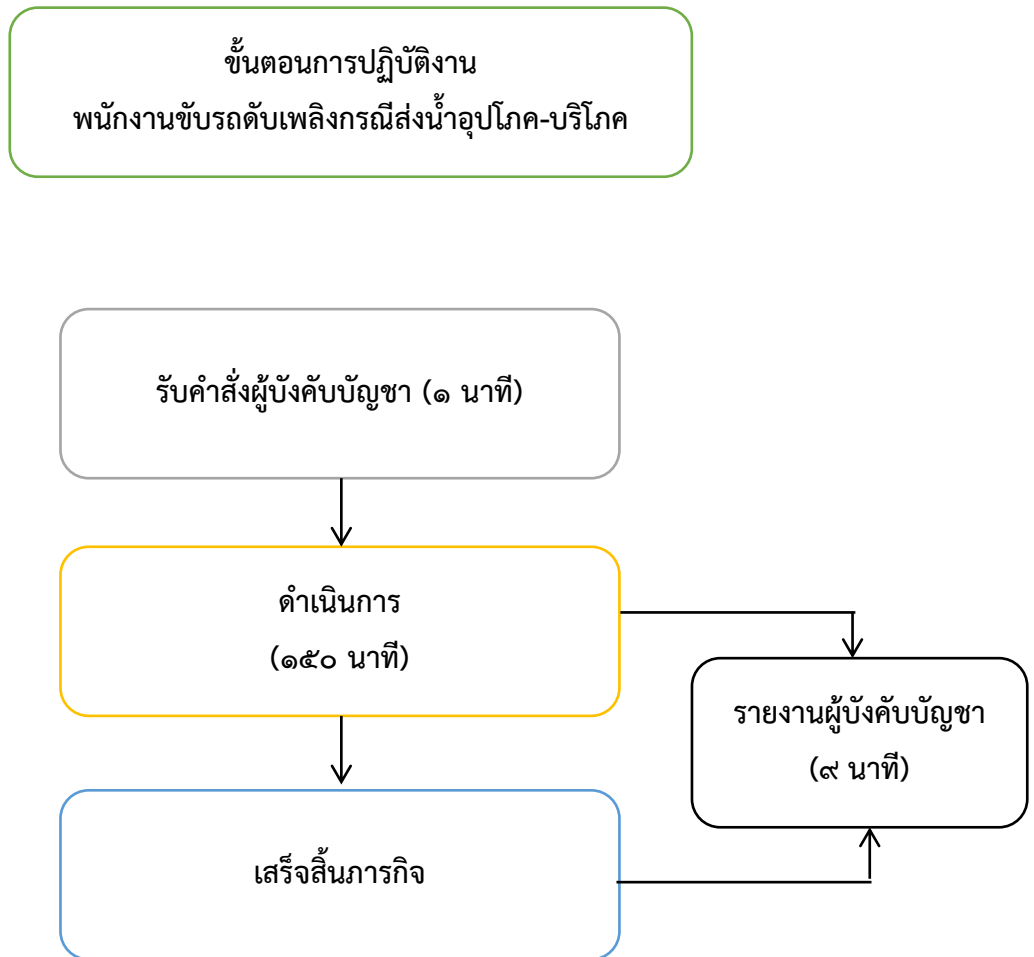 ขั้นตอนการปฏิบัติงาน
พนักงานขับรถดับเพลิงกรณีส่งน้ำอุปโภค-บริโภค
รับคำสั่งผู้บังคับบัญชา (๑ นาที)
ดำเนินการ
(๑๕๐ นาที)
รายงานผู้บังคับบัญชา
(๙ นาที)
เสร็จสิ้นภารกิจ